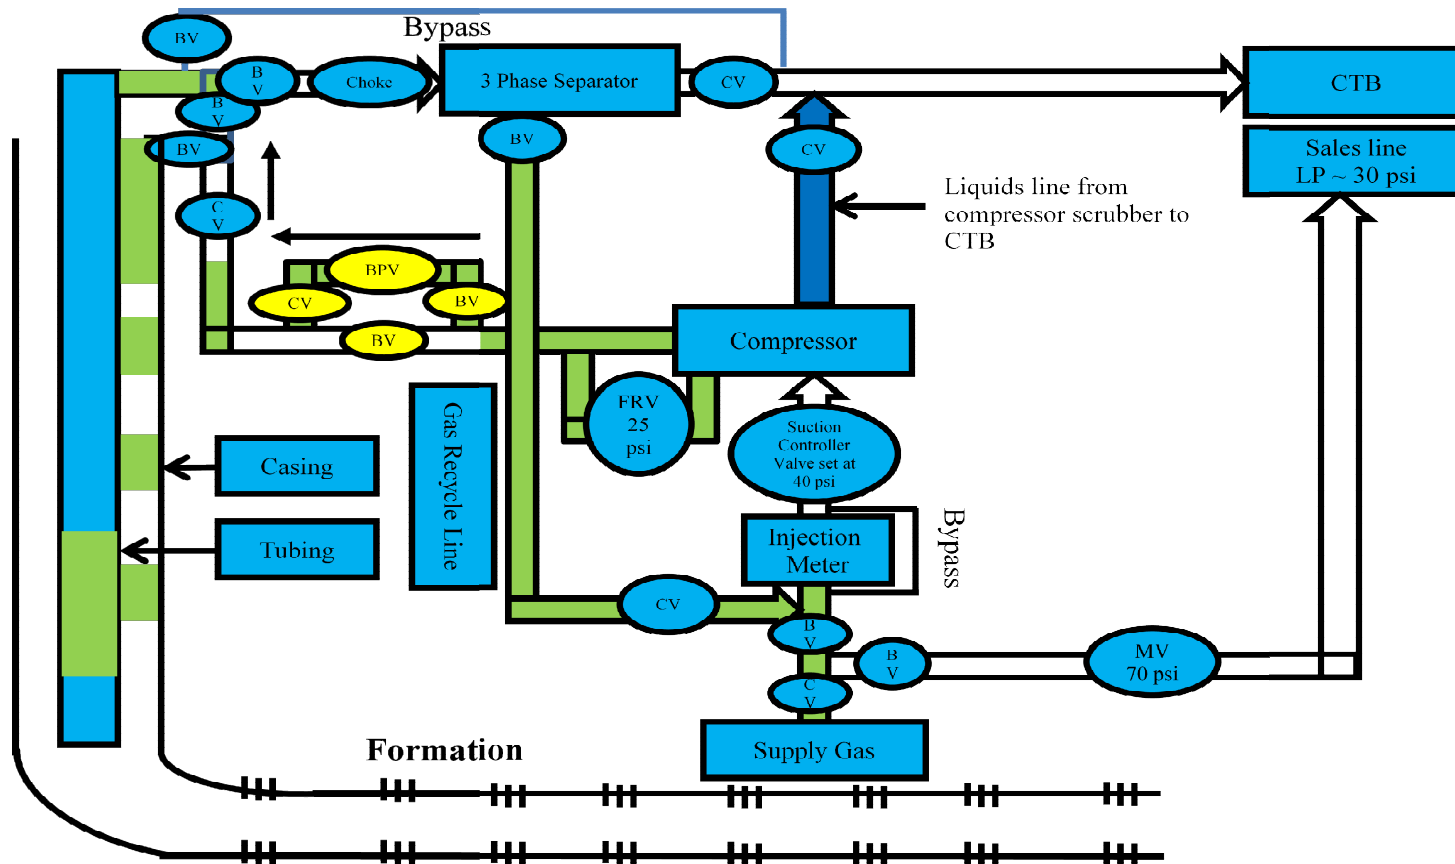 Bypass
BV
B
V
Choke
3 Phase Separator
CV
CTB
B
V
BV
BV
CV
Sales line
LP ~ 30 psi
C
V
Liquids line from
compressor scrubber to
CTB
BPV
CV
BV
BV
Compressor
FRV
25
psi
Gas Recycle Line
Suction
Controller
Valve set at
40 psi
Casing
Tubing
Injection
Meter
Bypass
CV
B
V
B
V
MV
70 psi
C
V
Formation
Supply Gas